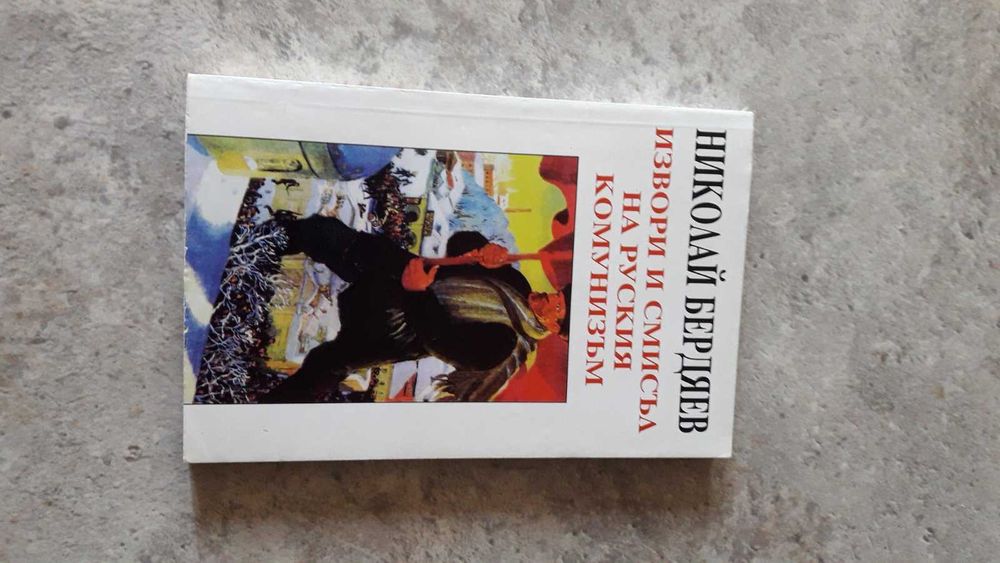 НИКОЛАЙ БЕРДЯЕВ
ИЗВОРИ И СМИСЪЛ
НА РУСКИЯ
КОМУНИЗЪМ